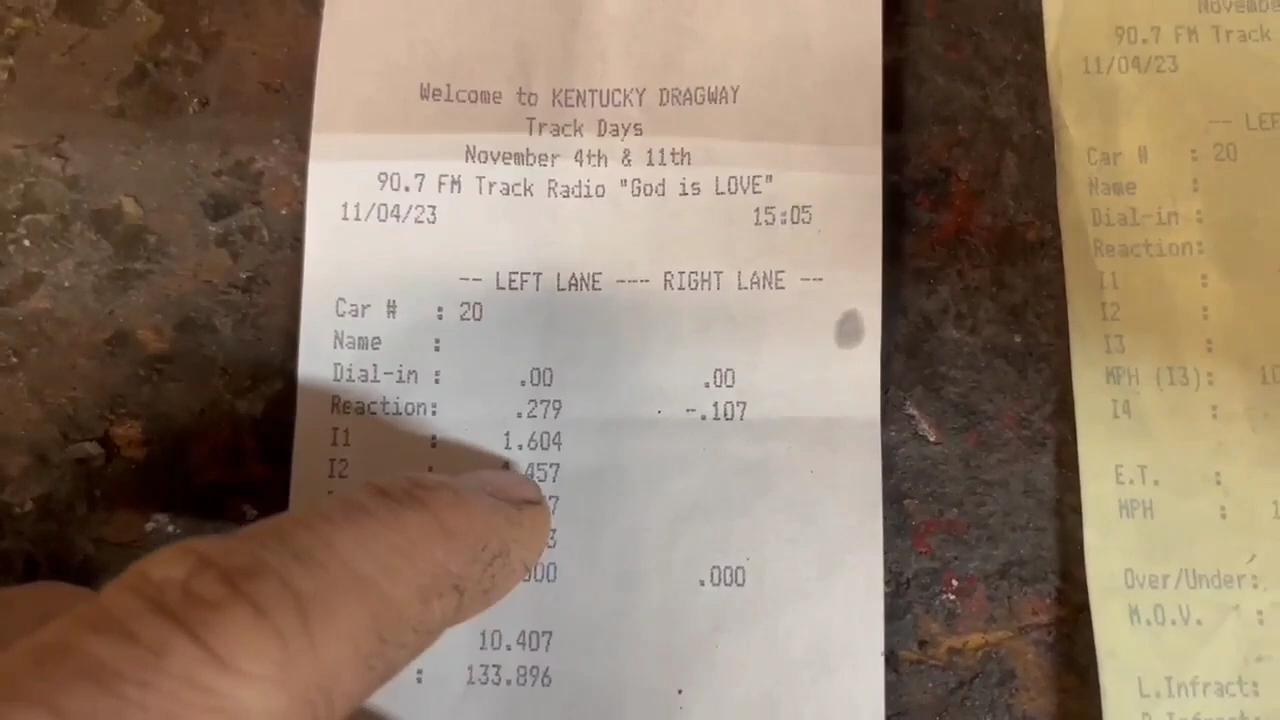 Welcome to KENTUCKY DRAGWAY
Track Days
November 4th & 11th
90.7 FM Track Radio "God is LOVE"
11/04/23 15:05
-- LEFT LANE ---- RIGHT LANE --
Car # : 20
Name :
Dial-in : .00 .00
Reaction: .279 -.107
I1 : 1.604
I2 : .457
.000
10.407
: 133.896
90.7 FM Track
11/04/23
Car # : 20
Name :
Dial-in :
Reaction:
I1 :
I2 :
I3 :
MPH (I3):
I4 :
E.T. :
MPH :
Over/Under:
M.O.V. :
L.Infract: